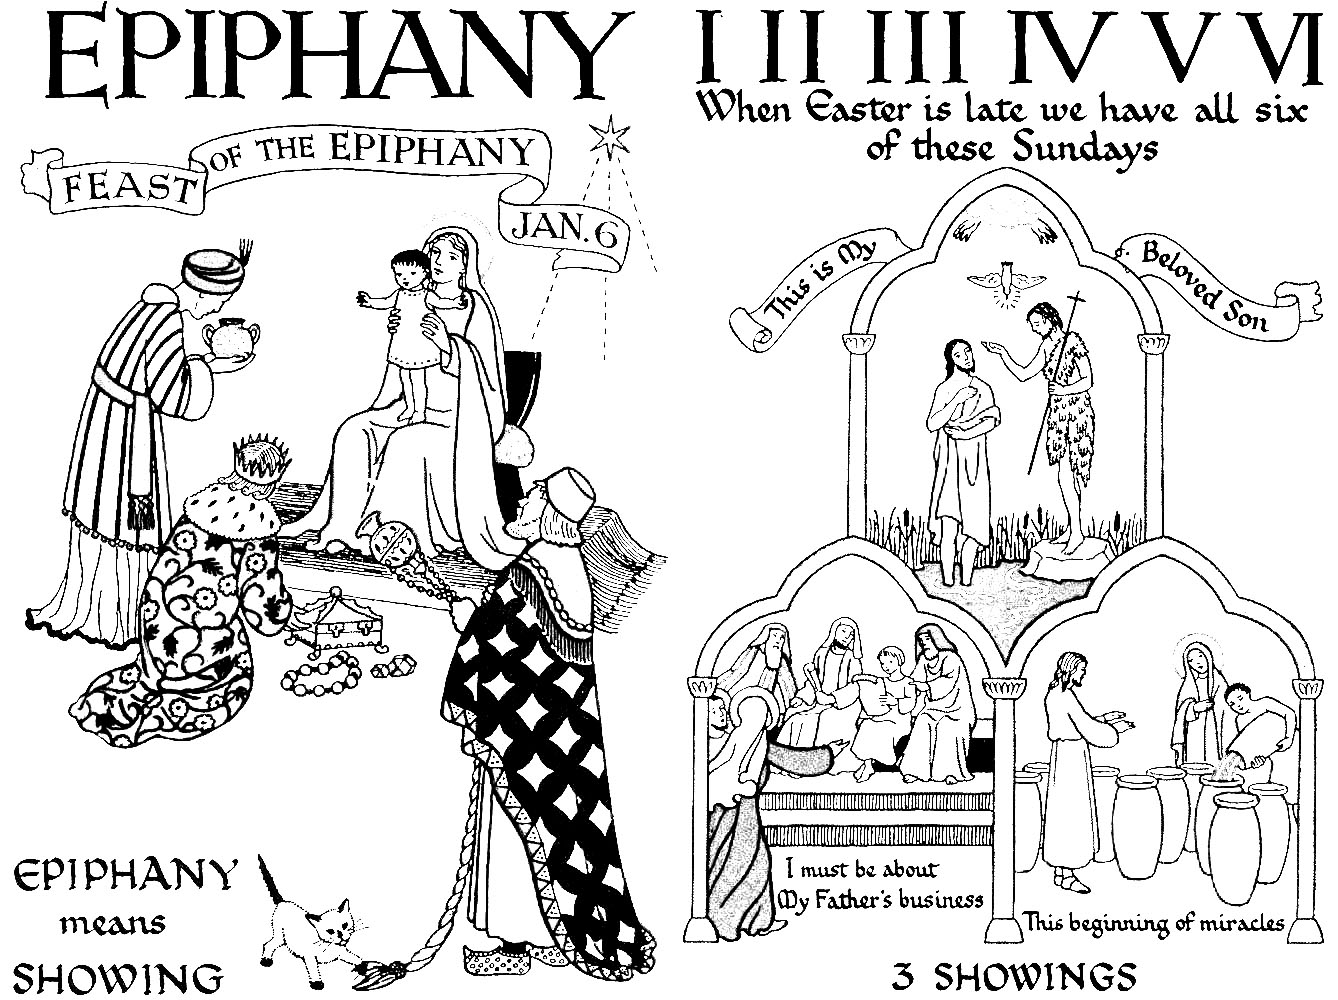 EPIPHANY
FEAST OF THE EPIPHANY
JAN. 6
EPIPHANY
means
SHOWING
I II III IV V VI
When Easter is late we have all six
of these Sundays
This is My Beloved Son
I must be about
My Father's business
This beginning of miracles
3 SHOWINGS